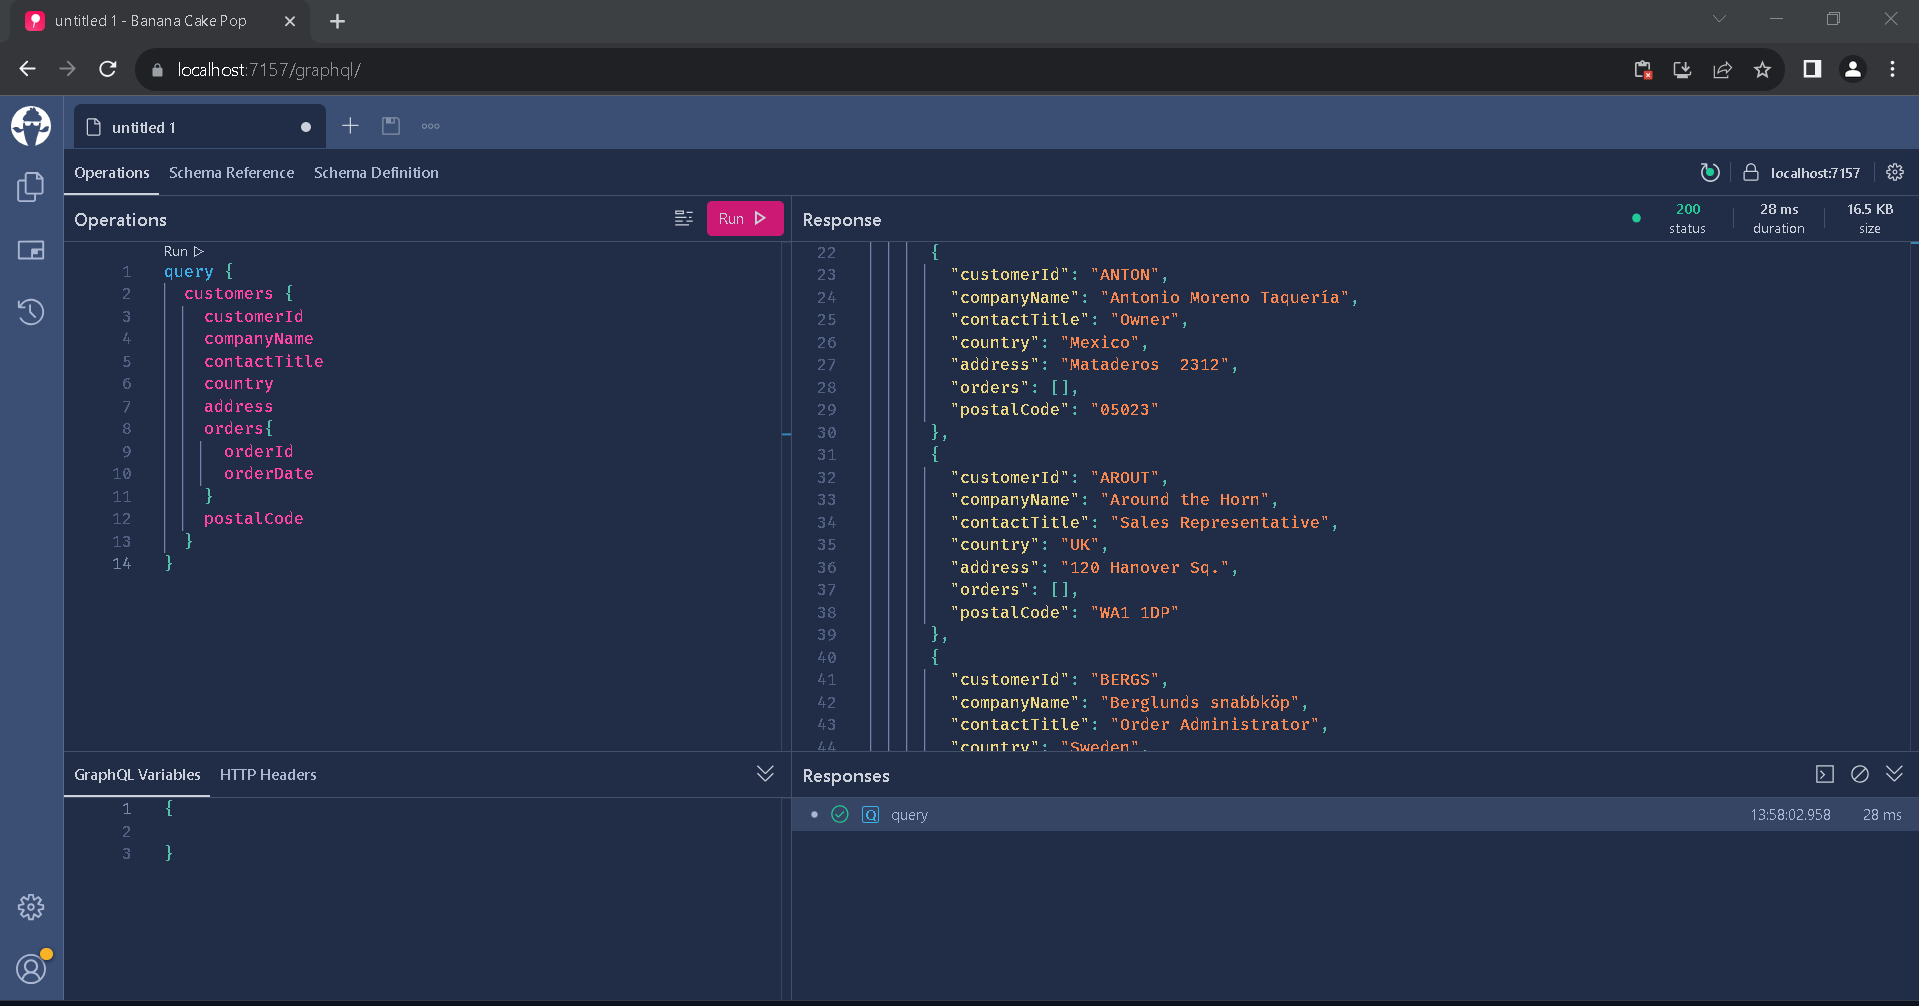 untitled 1 - Banana Cake Pop
localhost:7157/graphql/
untitled 1
Operations Schema Reference Schema Definition
localhost:7157
Operations
Run
Response
200
status
28 ms
duration
16.5 KB
size
Run
1 query {
2 customers {
3 customerId
4 companyName
5 contactTitle
6 country
7 address
8 orders{
9 orderId
10 orderDate
11 }
12 postalCode
13 }
14 }
22 {
23 "customerId": "ANTON",
24 "companyName": "Antonio Moreno Taquería",
25 "contactTitle": "Owner",
26 "country": "Mexico",
27 "address": "Mataderos  2312",
28 "orders": [],
29 "postalCode": "05023"
30 },
31 {
32 "customerId": "AROUT",
33 "companyName": "Around the Horn",
34 "contactTitle": "Sales Representative",
35 "country": "UK",
36 "address": "120 Hanover Sq.",
37 "orders": [],
38 "postalCode": "WA1 1DP"
39 },
40 {
41 "customerId": "BERGS",
42 "companyName": "Berglunds snabbköp",
43 "contactTitle": "Order Administrator",
44 "country": "Sweden",
GraphQL Variables HTTP Headers
1 {
2
3 }
Responses
Q query 13:58:02.958 28 ms